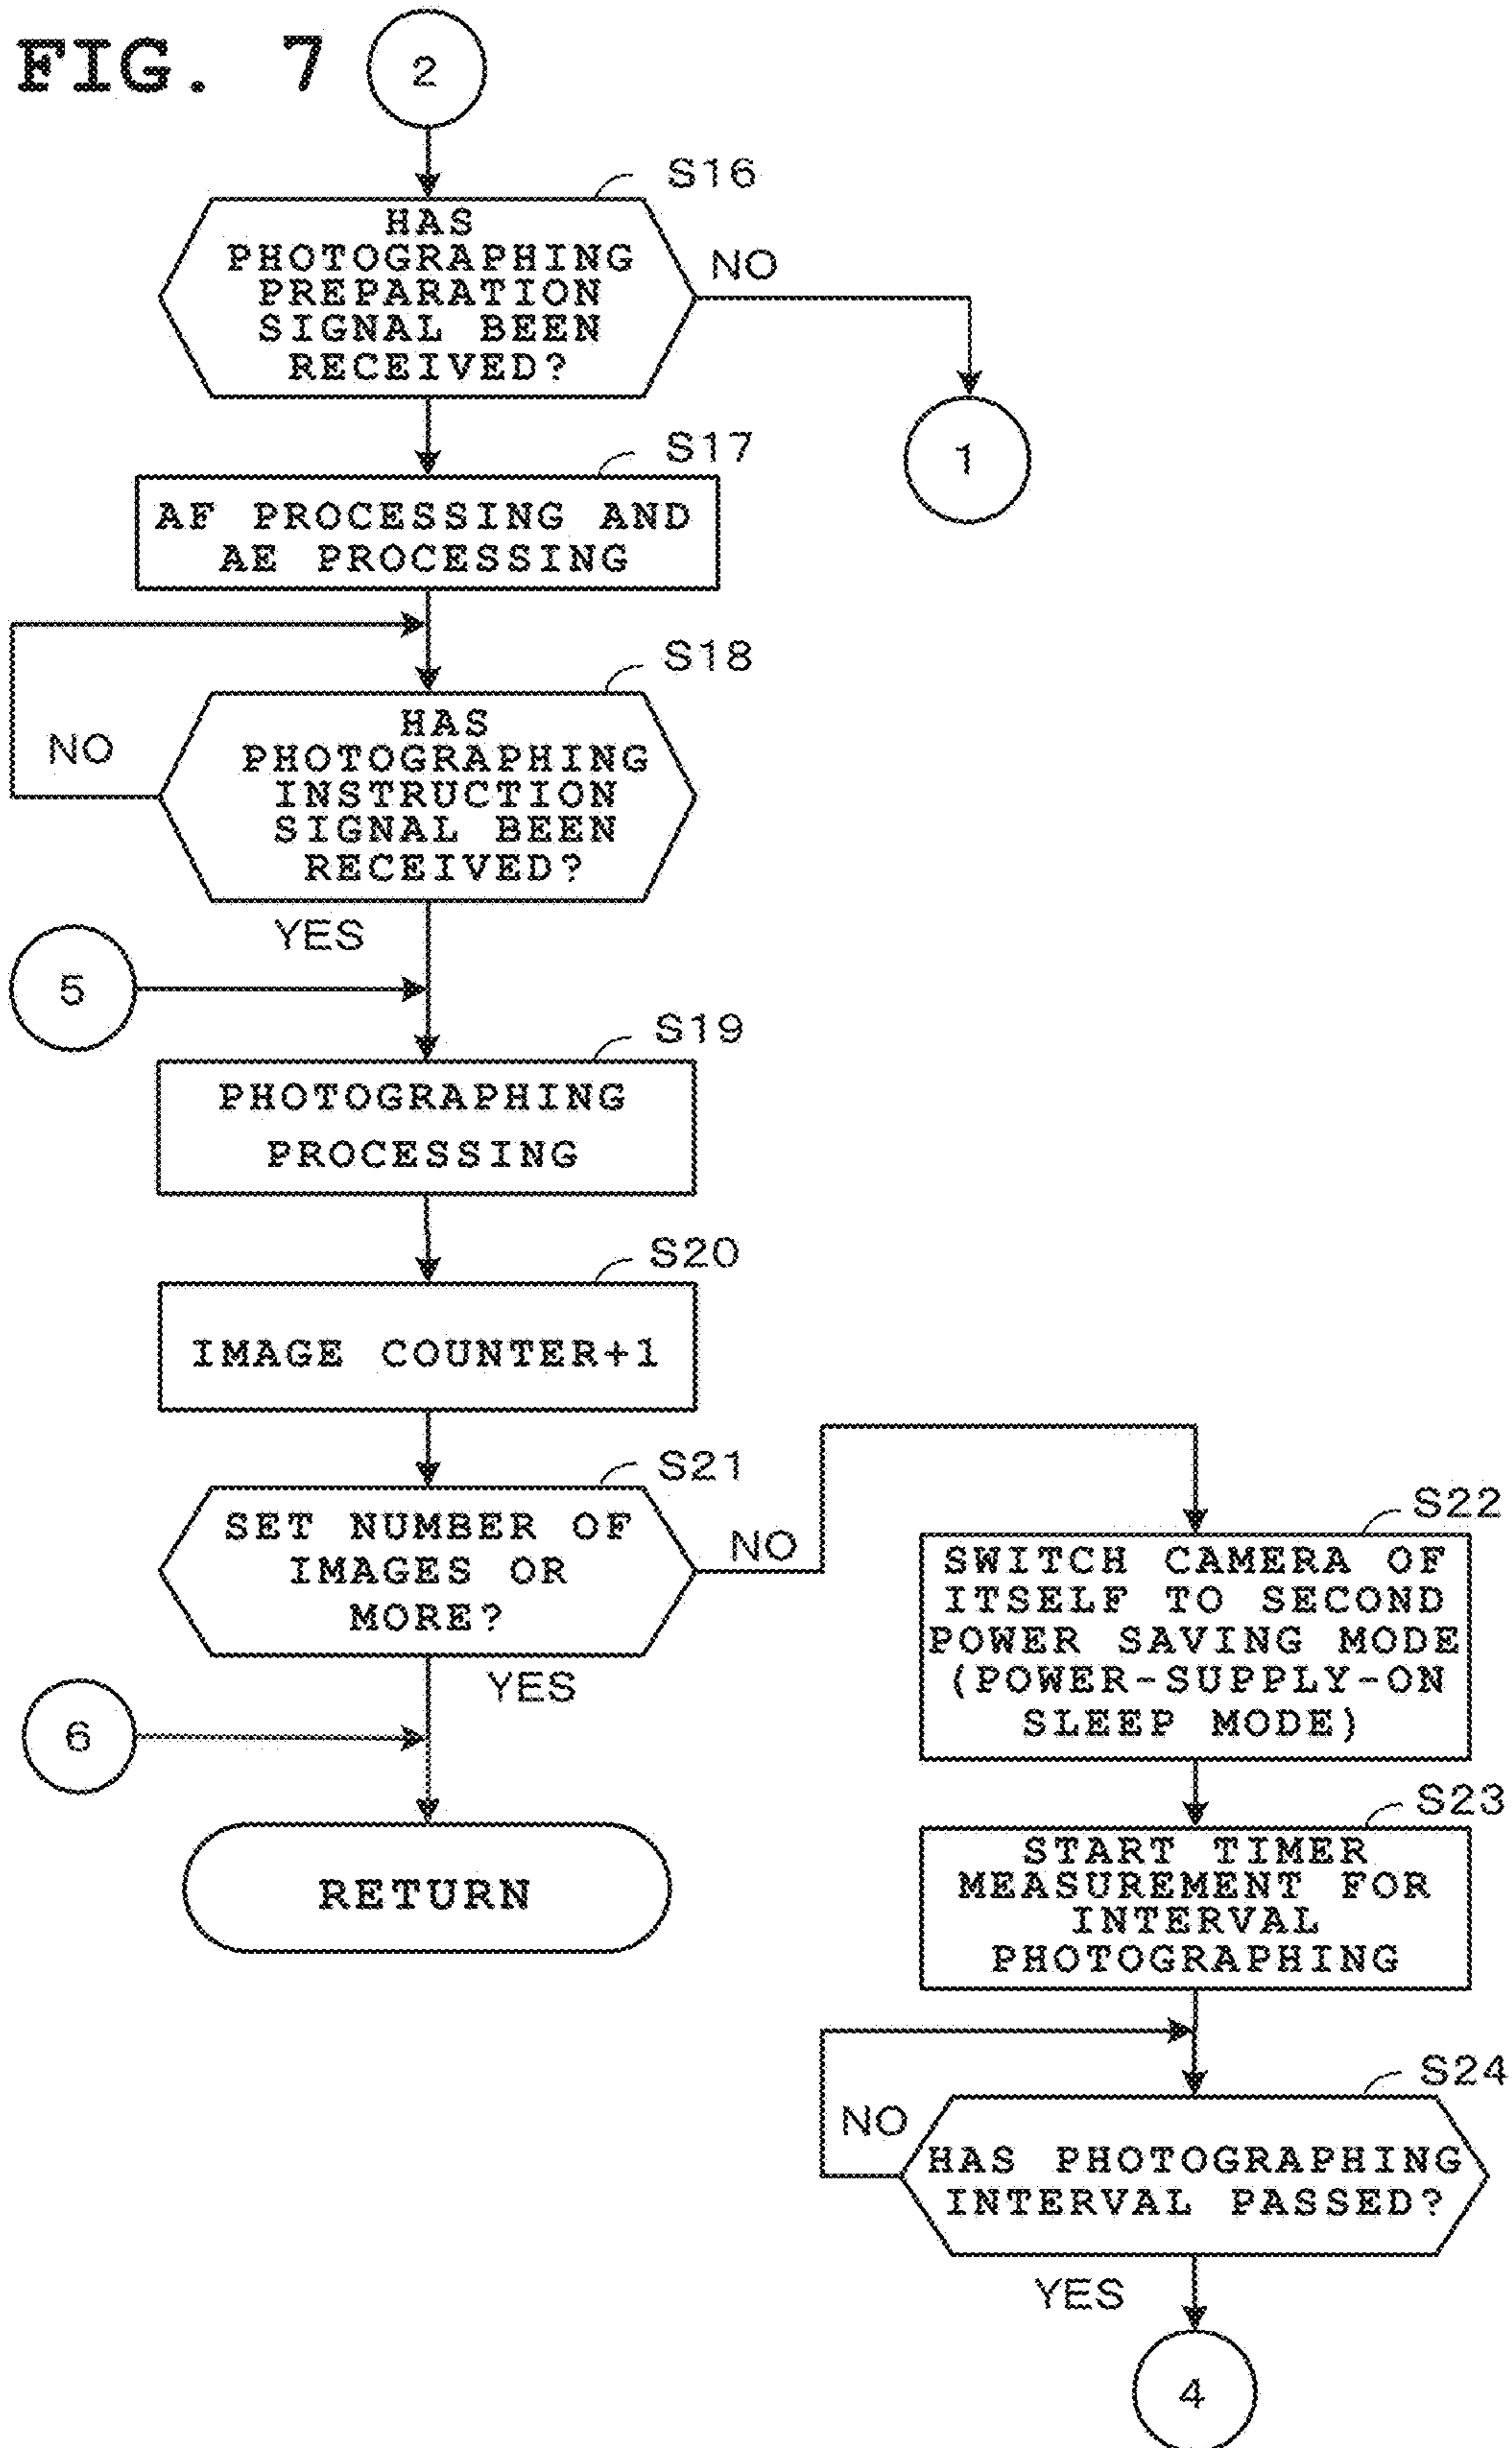 FIG. 7
2
S16
HAS
PHOTOGRAPHING
PREPARATION
SIGNAL BEEN
RECEIVED?
NO
1
S17
AF PROCESSING AND
AE PROCESSING
S18
HAS
PHOTOGRAPHING
INSTRUCTION
SIGNAL BEEN
RECEIVED?
NO
YES
5
S19
PHOTOGRAPHING
PROCESSING
S20
IMAGE COUNTER+1
S21
SET NUMBER OF
IMAGES OR
MORE?
NO
YES
6
RETURN
S22
SWITCH CAMERA OF
ITSELF TO SECOND
POWER SAVING MODE
(POWER-SUPPLY-ON
SLEEP MODE)
S23
START TIMER
MEASUREMENT FOR
INTERVAL
PHOTOGRAPHING
S24
NO
HAS PHOTOGRAPHING
INTERVAL PASSED?
YES
4